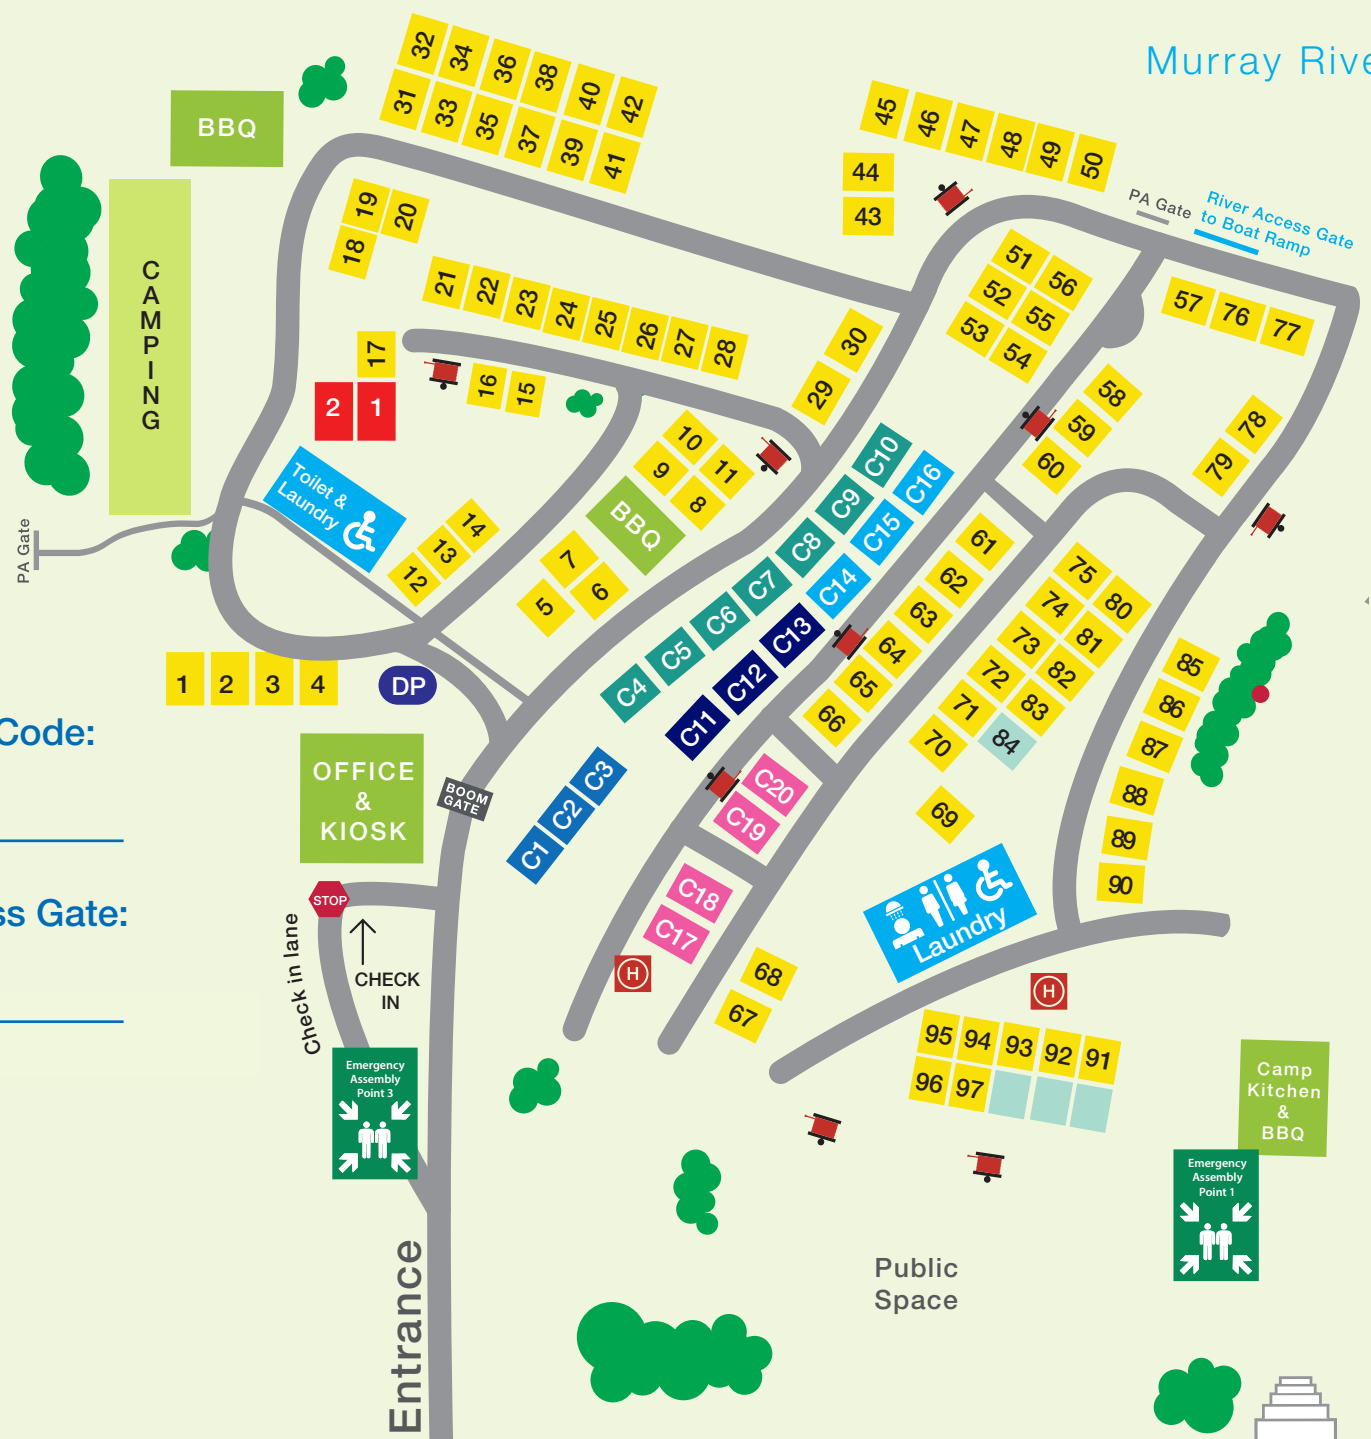 Murray Rive
32
34
36
38
40
42
31
33
35
37
39
41
45
46
47
48
49
50
44
43
BBQ
PA Gate
River Access Gate
to Boat Ramp
19
20
18
CAMPING
21
22
23
24
25
26
27
28
30
29
51
56
52
55
53
54
57
76
77
17
16
15
2
1
58
59
60
78
79
10
9
11
8
BBQ
Toilet &
Laundry
14
13
12
7
6
5
PA Gate
C10
C9
C8
C7
C6
C5
C4
C16
C15
C14
C13
C12
C11
61
62
63
64
65
66
75
80
74
81
73
82
72
83
71
84
70
69
85
86
87
88
89
90
1
2
3
4
DP
Code:
OFFICE
&
KIOSK
BOOM
GATE
C3
C2
C1
C20
C19
C18
C17
H
STOP
Check in lane
CHECK
IN
ss Gate:
Laundry
68
67
H
95
94
93
92
91
96
97
Camp
Kitchen
&
BBQ
Emergency
Assembly
Point 3
Emergency
Assembly
Point 1
Public
Space
Entrance